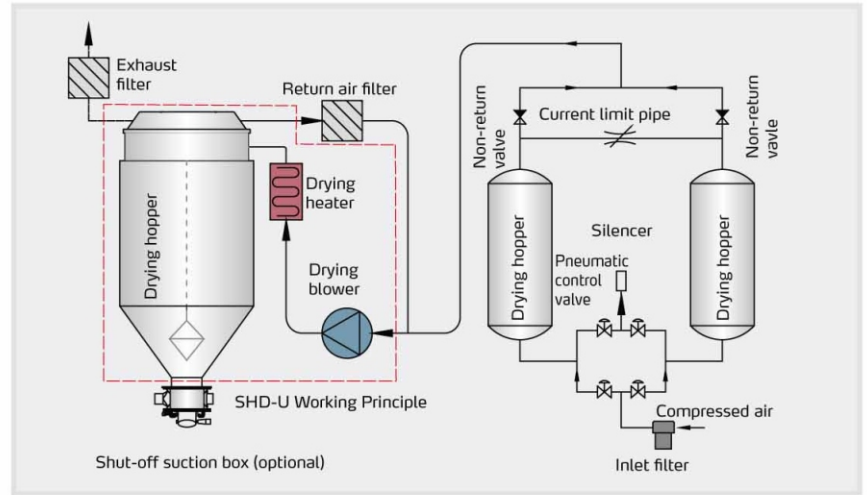 Exhaust
filter
Return air filter
Drying hopper
Drying
heater
Drying
blower
SHD-U Working Principle
Shut-off suction box (optional)
Non-return
valve
Current limit pipe
Non-return
vavle
Drying hopper
Silencer
Pneumatic
control
valve
Drying hopper
Compressed air
Inlet filter